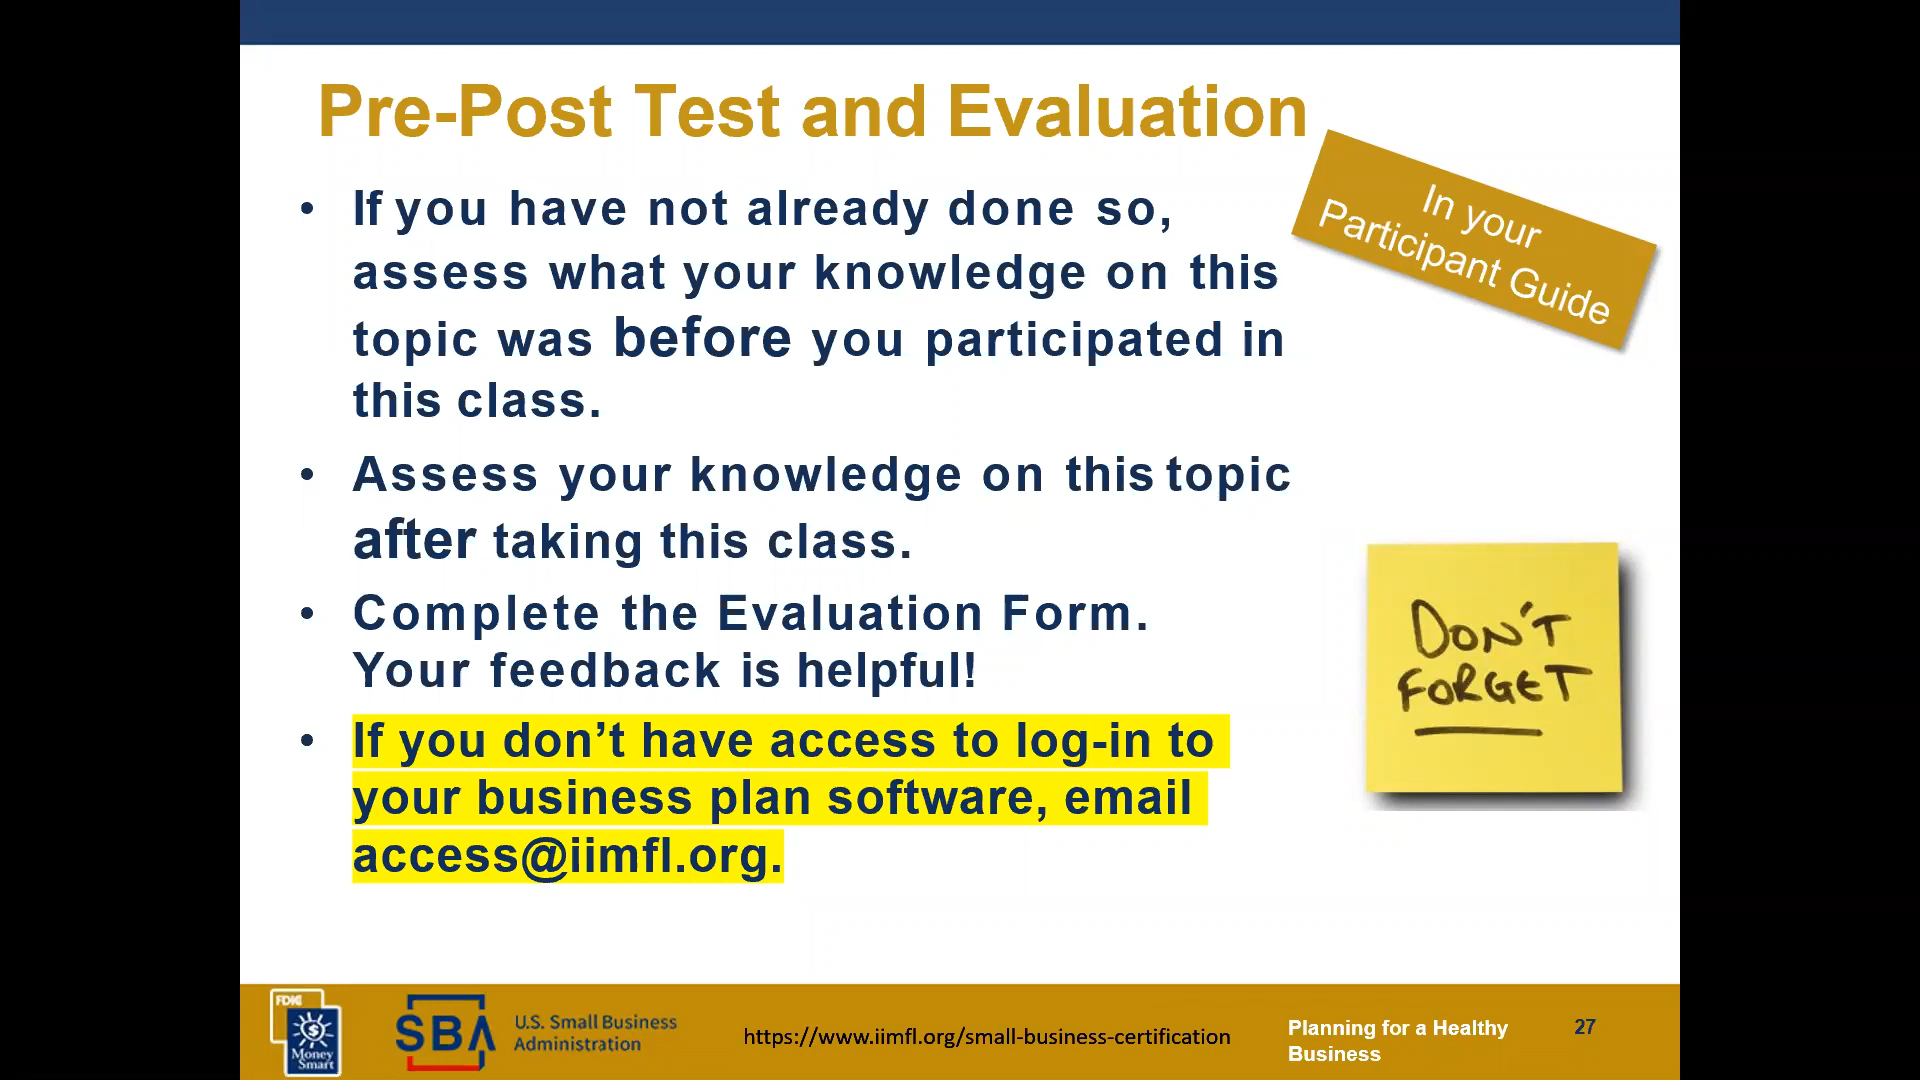 Pre-Post Test and Evaluation
In your
Participant Guide
• If you have not already done so,
assess what your knowledge on this
topic was before you participated in
this class.
• Assess your knowledge on this topic
after taking this class.
• Complete the Evaluation Form.
Your feedback is helpful!
• If you don’t have access to log-in to
your business plan software, email
access@iimfl.org.
DON'T
FORGET
FDIC
Money
Smart
SBA
U.S. Small Business
Administration
https://www.iimfl.org/small-business-certification
Planning for a Healthy
Business
27